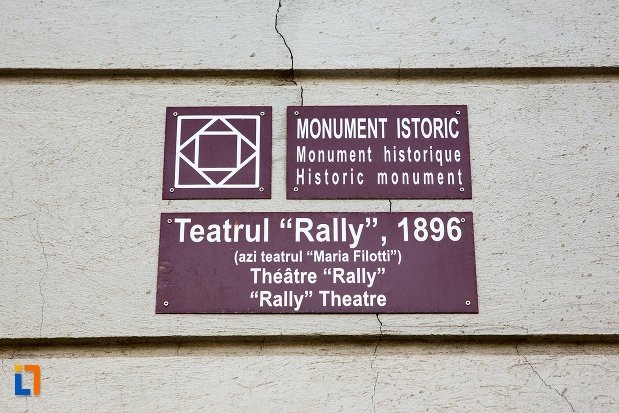 MONUMENT ISTORIC
Monument historique
Historic monument
Teatrul “Rally”, 1896
(azi teatrul “Maria Filotti”)
Théâtre “Rally”
“Rally” Theatre